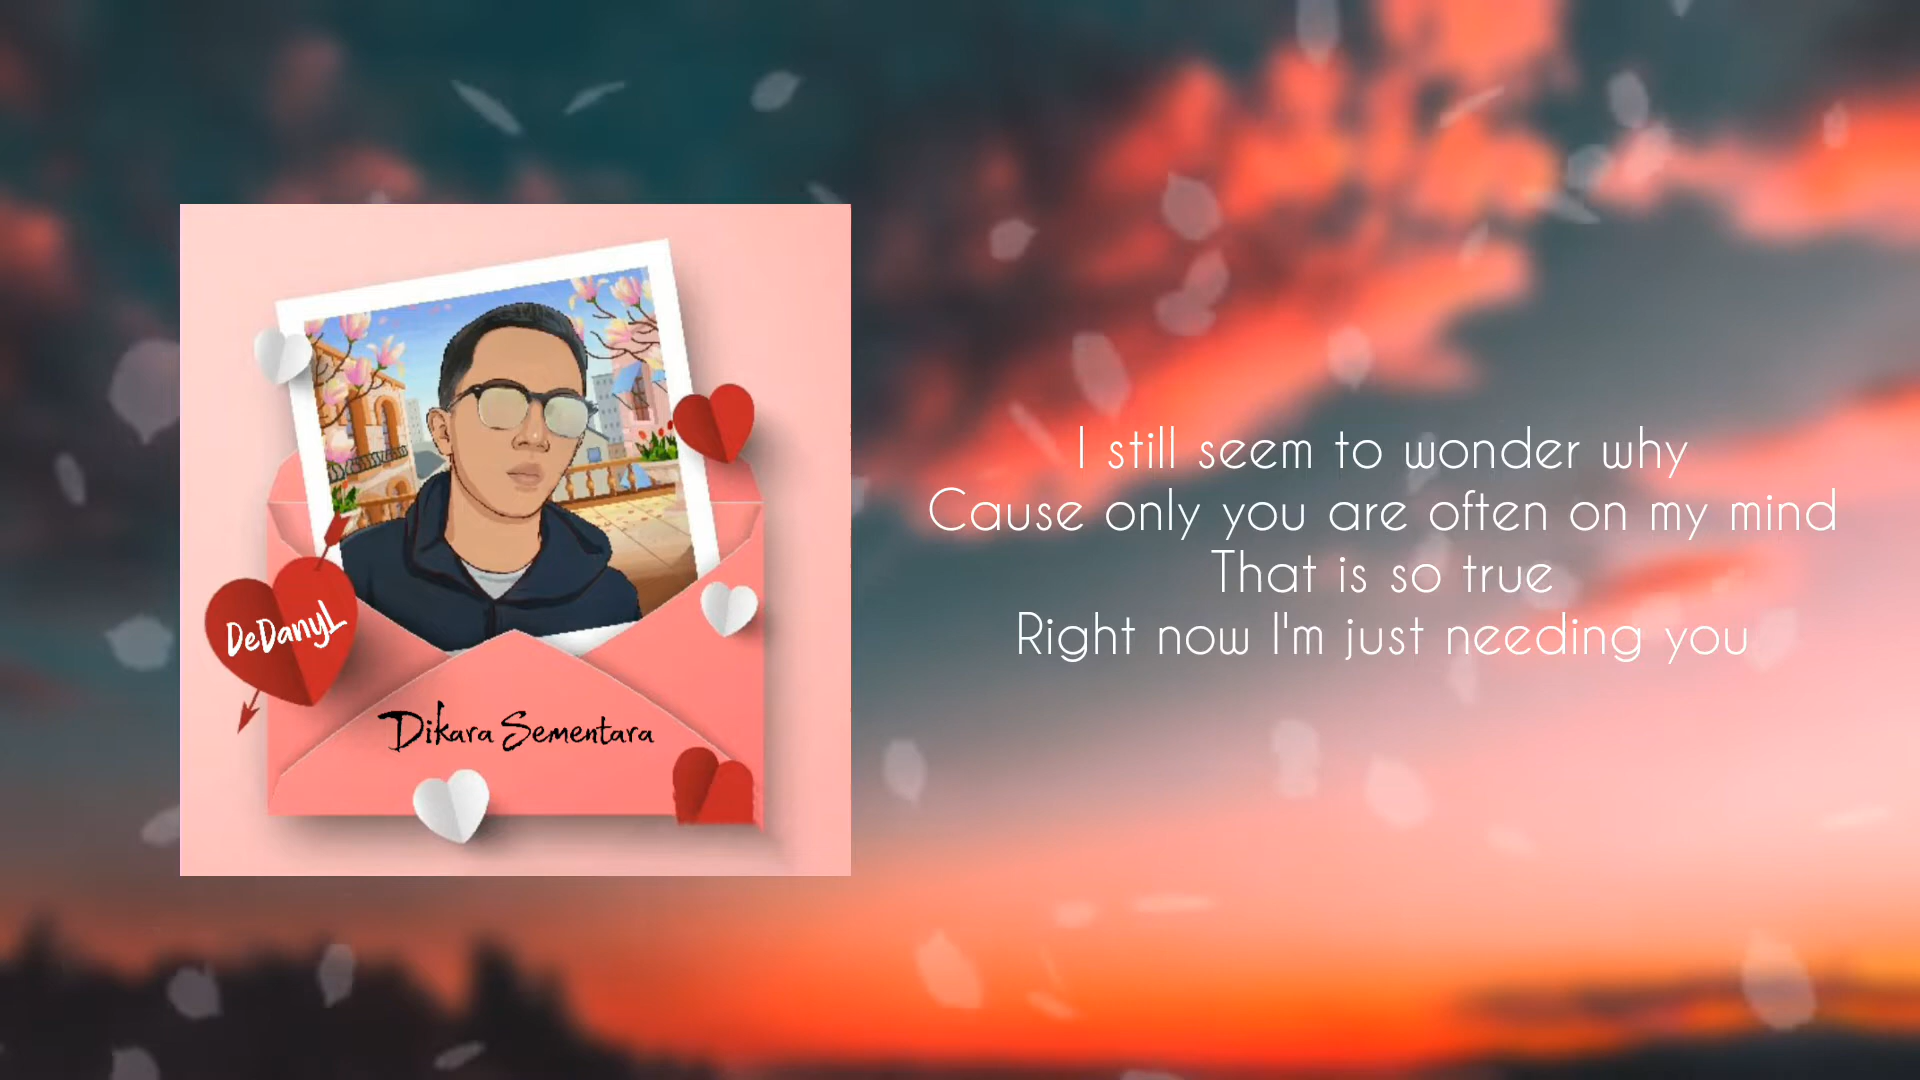 DeDanyL
Dikara Sementara
I still seem to wonder why
Cause only you are often on my mind
That is so true
Right now I'm just needing you